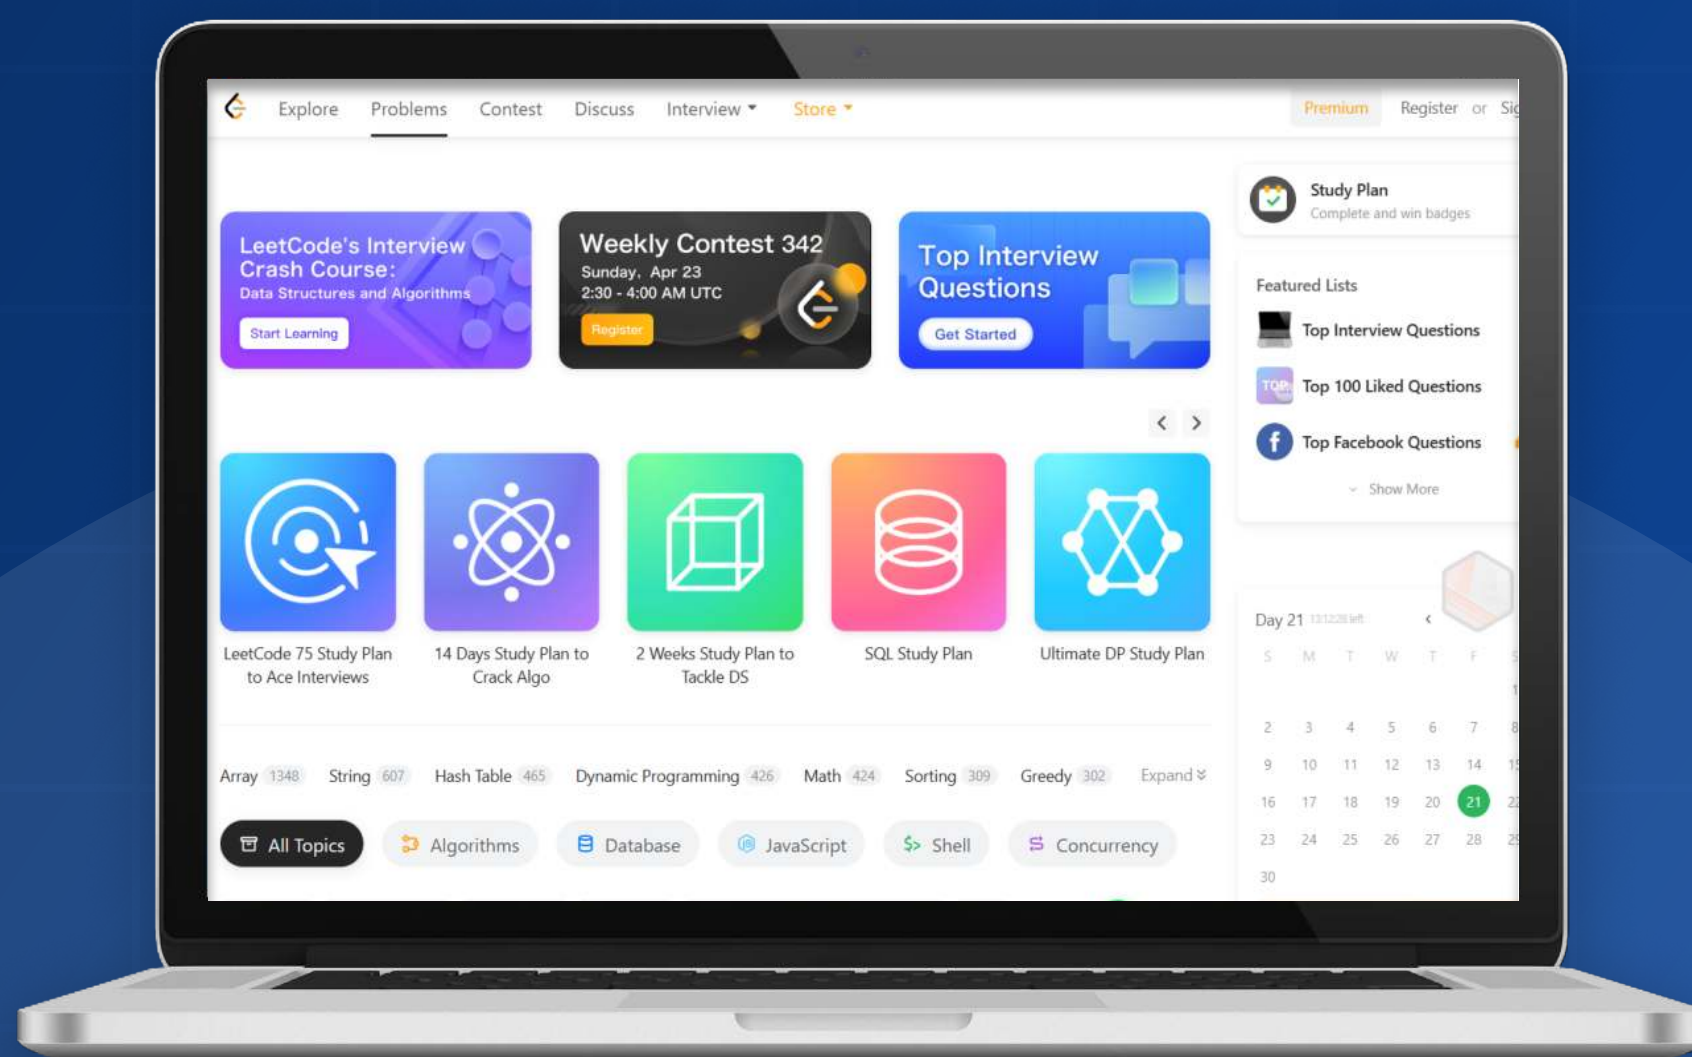 Explore Problems Contest Discuss Interview Store Premium Register or
LeetCode's Interview
Crash Course:
Data Structures and Algorithms
Start Learning
Weekly Contest 342
Sunday, Apr 23
2:30 - 4:00 AM UTC
Register
Top Interview
Questions
Get Started
Study Plan
Complete and win badges
Featured Lists
Top Interview Questions
TOP Top 100 Liked Questions
Top Facebook Questions
Show More
LeetCode 75 Study Plan
to Ace Interviews
14 Days Study Plan to
Crack Algo
2 Weeks Study Plan to
Tackle DS
SQL Study Plan
Ultimate DP Study Plan
Array 1348 String 607 Hash Table 465 Dynamic Programming 426 Math 424 Sorting 309 Greedy 302 Expand
All Topics Algorithms Database JavaScript $> Shell Concurrency
Day 21 left
S M T W T F S
1
2 3 4 5 6 7 8
9 10 11 12 13 14 15
16 17 18 19 20 21 22
23 24 25 26 27 28 29
30